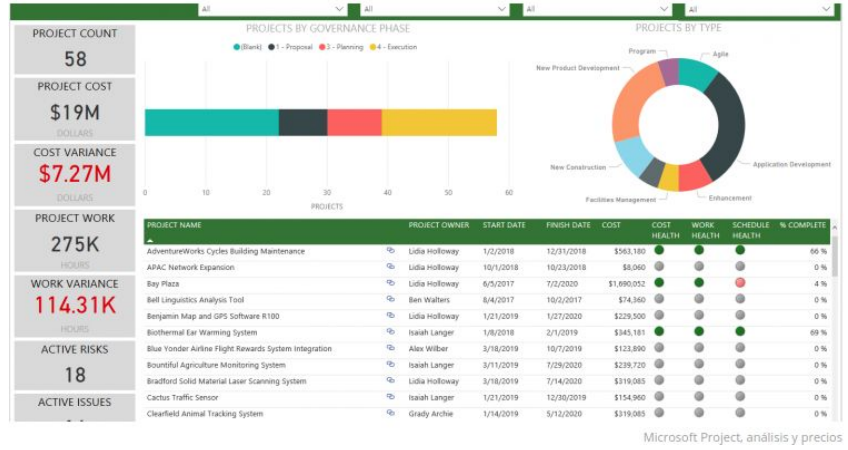 All All All All
PROJECT COUNT
58
PROJECT COST
$19M
DOLLARS
COST VARIANCE
$7.27M
DOLLARS
PROJECT WORK
275K
HOURS
WORK VARIANCE
114.31K
HOURS
ACTIVE RISKS
18
ACTIVE ISSUES
PROJECTS BY GOVERNANCE PHASE
(Blank) 1 - Proposal 3 - Planning 4 - Execution
0 10 20 30 40 50 60
PROJECTS
PROJECTS BY TYPE
Program
Agile
New Product Development
Application Development
New Construction
Facilities Management
Enhancement
PROJECT NAME PROJECT OWNER START DATE FINISH DATE COST COST HEALTH WORK HEALTH SCHEDULE HEALTH % COMPLETE
AdventureWorks Cycles Building Maintenance Lidia Holloway 1/2/2018 12/31/2018 $563,180 66 %
APAC Network Expansion Lidia Holloway 10/1/2018 10/23/2018 $8,060 0 %
Bay Plaza Lidia Holloway 6/5/2017 7/2/2020 $1,690,052 4 %
Bell Linguistics Analysis Tool Ben Walters 8/4/2017 10/2/2017 $74,360 0 %
Benjamin Map and GPS Software R100 Lidia Holloway 1/21/2019 1/27/2020 $229,500 0 %
Biothermal Ear Warming System Isaiah Langer 1/8/2018 2/1/2019 $345,181 69 %
Blue Yonder Airline Flight Rewards System Integration Alex Wilber 3/18/2019 10/7/2019 $123,890 0 %
Bountiful Agriculture Monitoring System Isaiah Langer 3/11/2019 7/29/2020 $239,720 0 %
Bradford Solid Material Laser Scanning System Lidia Holloway 3/18/2019 7/14/2020 $319,085 0 %
Cactus Traffic Sensor Isaiah Langer 1/21/2019 12/30/2019 $154,960 0 %
Clearfield Animal Tracking System Grady Archie 1/14/2019 5/12/2020 $319,085 0 %
Microsoft Project, análisis y precios